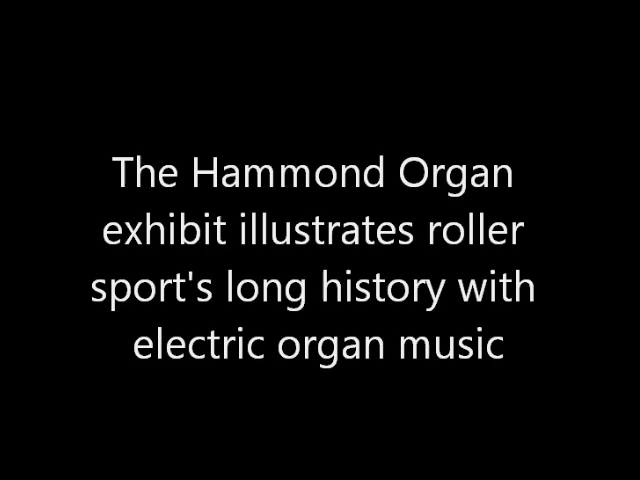 The Hammond Organ
exhibit illustrates roller
sport's long history with
electric organ music